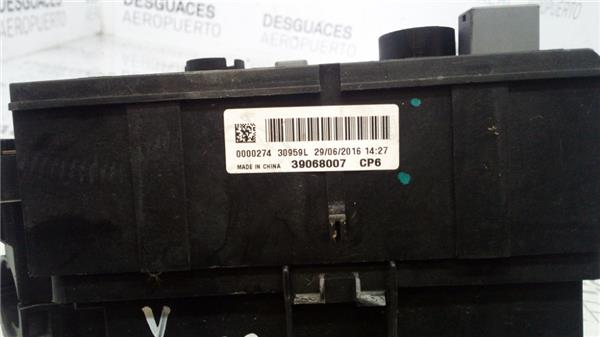 DESGUACES
AEROPUERTO
DESGUACES
AEROPUERTO
0000274 30959L 29/06/2016 14:27
MADE IN CHINA 39068007 CP6